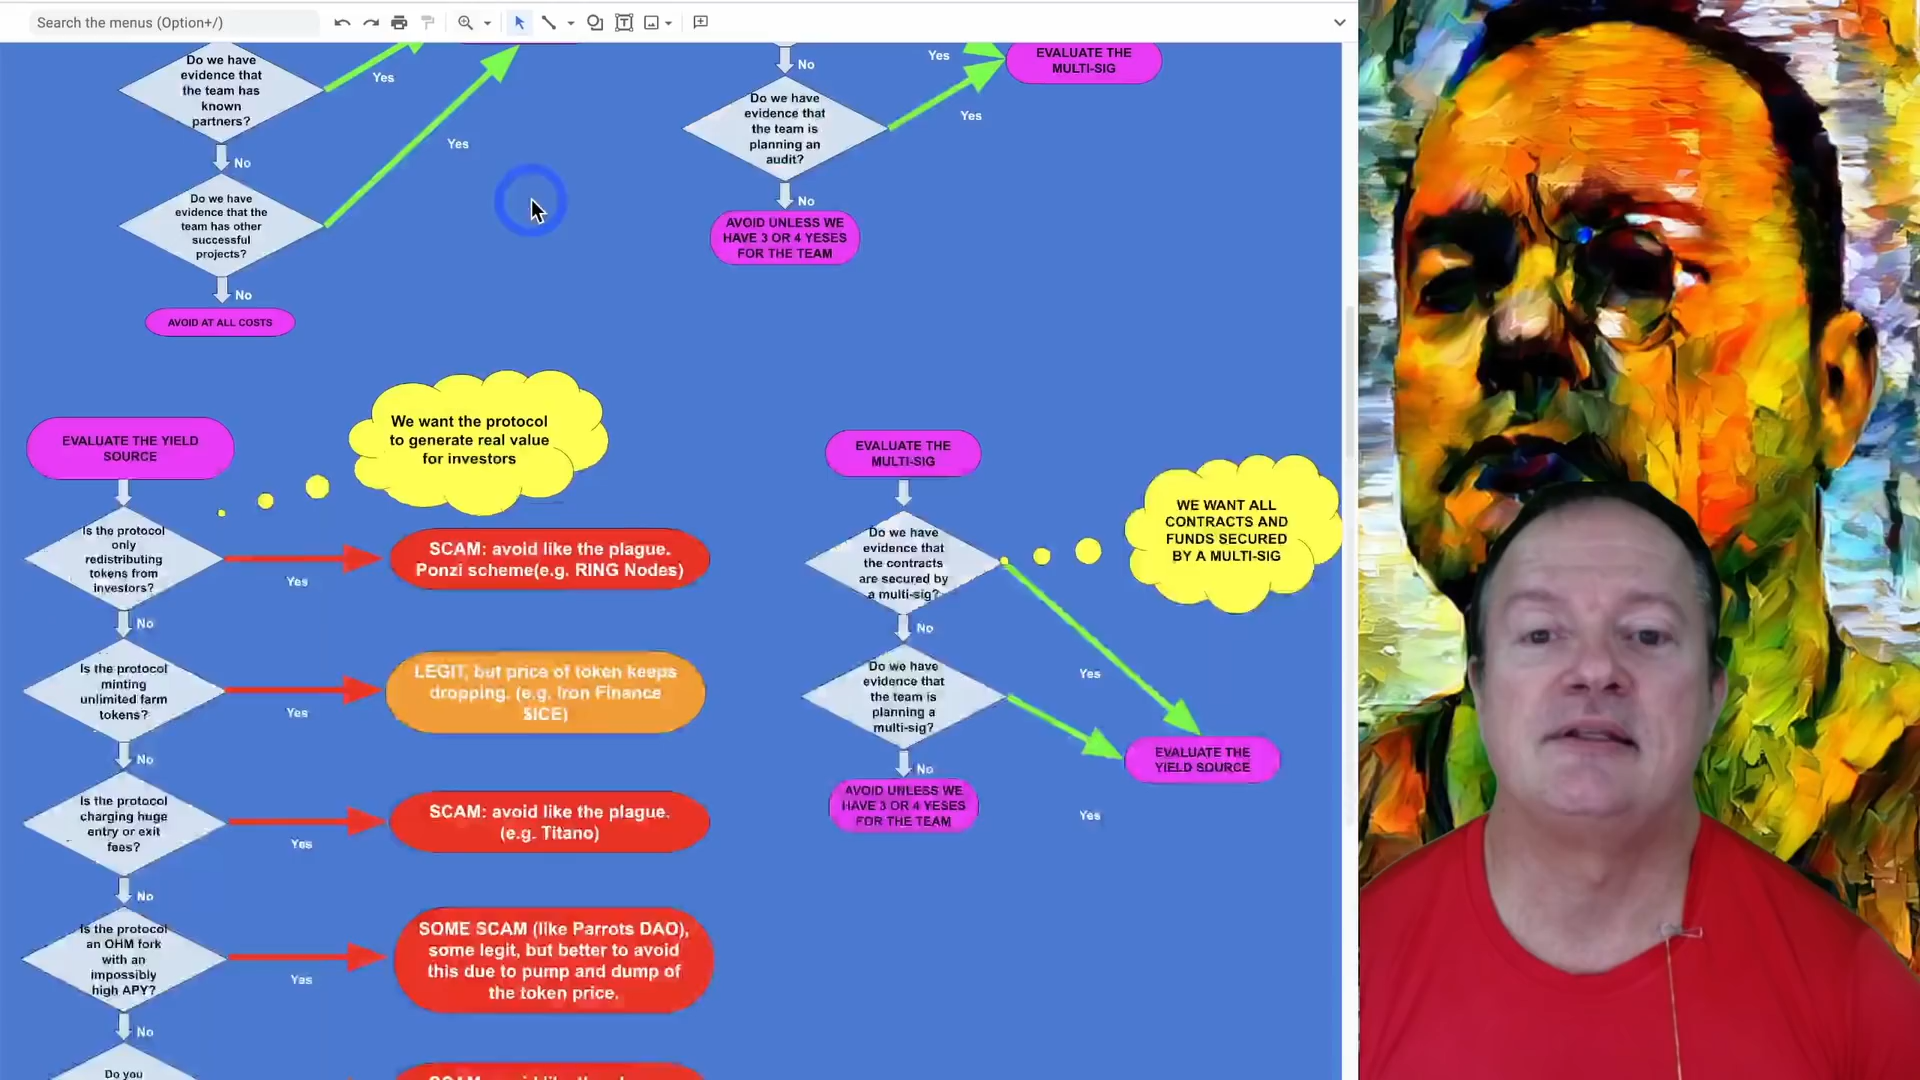 Search the menus (Option+/)
Do we have
evidence that
the team has
known
partners?
Yes
No
Yes
Do we have
evidence that the
team has other
successful
projects?
No
AVOID AT ALL COSTS
No
Yes
EVALUATE THE
MULTI-SIG
Do we have
evidence that
the team is
planning an
audit?
Yes
No
AVOID UNLESS WE
HAVE 3 OR 4 YESES
FOR THE TEAM
EVALUATE THE YIELD
SOURCE
We want the protocol
to generate real value
for investors
Is the protocol
only
redistributing
tokens from
investors?
Yes
SCAM: avoid like the plague.
Ponzi scheme(e.g. RING Nodes)
No
Is the protocol
minting
unlimited farm
tokens?
Yes
LEGIT, but price of token keeps
dropping. (e.g. Iron Finance
$ICE)
No
Is the protocol
charging huge
entry or exit
fees?
Yes
SCAM: avoid like the plague.
(e.g. Titano)
No
Is the protocol
an OHM fork
with an
impossibly
high APY?
Yes
SOME SCAM (like Parrots DAO),
some legit, but better to avoid
this due to pump and dump of
the token price.
No
Do you
EVALUATE THE
MULTI-SIG
WE WANT ALL
CONTRACTS AND
FUNDS SECURED
BY A MULTI-SIG
Do we have
evidence that
the contracts
are secured by
a multi-sig?
No
Yes
Do we have
evidence that
the team is
planning a
multi-sig?
EVALUATE THE
YIELD SOURCE
No
AVOID UNLESS WE
HAVE 3 OR 4 YESES
FOR THE TEAM
Yes